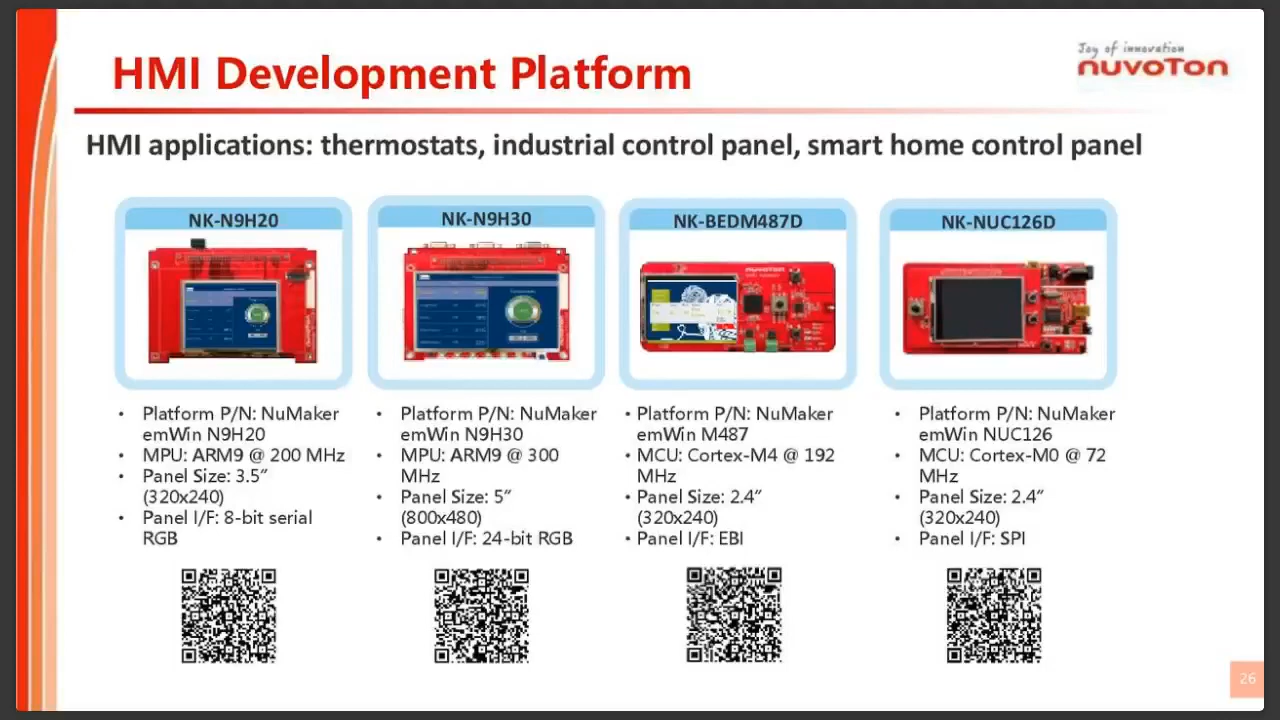 HMI Development Platform
Joy of innovation
nuvoTon
HMI applications: thermostats, industrial control panel, smart home control panel
NK-N9H20
• Platform P/N: NuMaker
emWin N9H20
• MPU: ARM9 @ 200 MHz
• Panel Size: 3.5″
(320x240)
• Panel I/F: 8-bit serial
RGB
NK-N9H30
• Platform P/N: NuMaker
emWin N9H30
• MPU: ARM9 @ 300
MHz
• Panel Size: 5″
(800x480)
• Panel I/F: 24-bit RGB
NK-BEDM487D
nuvoTon
• Platform P/N: NuMaker
emWin M487
• MCU: Cortex-M4 @ 192
MHz
• Panel Size: 2.4″
(320x240)
• Panel I/F: EBI
NK-NUC126D
• Platform P/N: NuMaker
emWin NUC126
• MCU: Cortex-M0 @ 72
MHz
• Panel Size: 2.4″
(320x240)
• Panel I/F: SPI
26